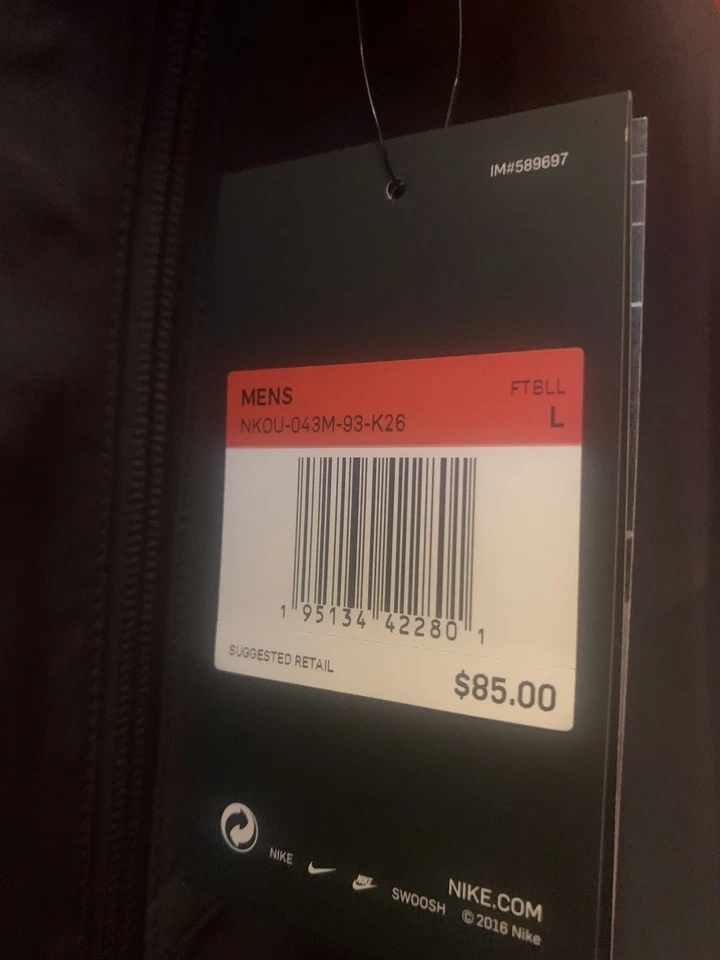 IM#589697
MENS FTBLL
NKOU-043M-93-K26 L
1 95134 42280 1
SUGGESTED RETAIL $85.00
NIKE NIKE SWOOSH NIKE.COM
© 2016 Nike